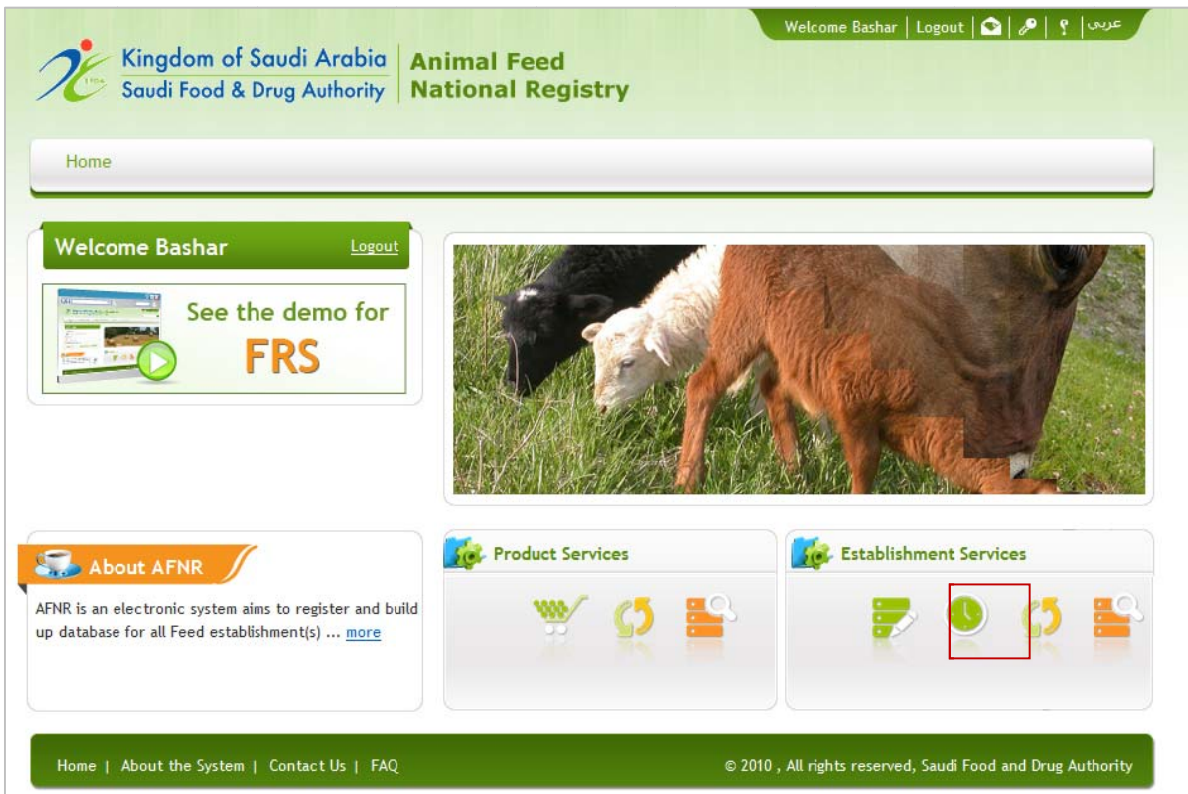 Welcome Bashar | Logout | | | ؟ | عربي
Kingdom of Saudi Arabia
Saudi Food & Drug Authority
Animal Feed
National Registry
Home
Welcome Bashar Logout
See the demo for
FRS
About AFNR
AFNR is an electronic system aims to register and build
up database for all Feed establishment(s) ... more
Product Services
Establishment Services
Home | About the System | Contact Us | FAQ
© 2010 , All rights reserved, Saudi Food and Drug Authority